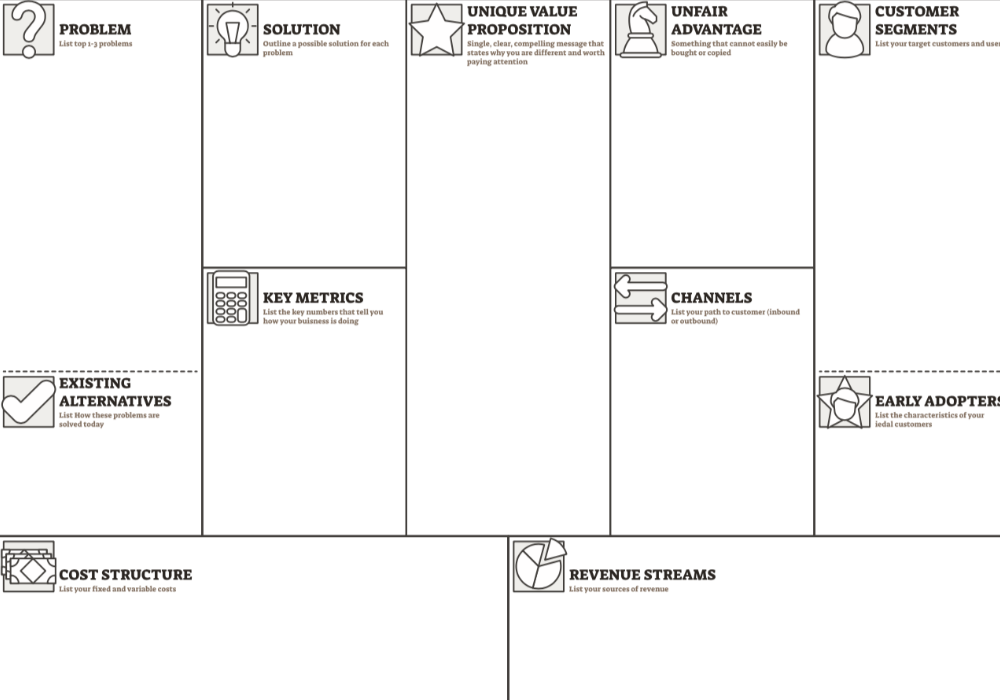 PROBLEM
List top 1-3 problems
SOLUTION
Outline a possible solution for each
problem
UNIQUE VALUE
PROPOSITION
Single, clear, compelling message that
states why you are different and worth
paying attention
UNFAIR
ADVANTAGE
Something that cannot easily be
bought or copied
CUSTOMER
SEGMENTS
List your target customers and use
KEY METRICS
List the key numbers that tell you
how your buisness is doing
CHANNELS
List your path to customer (inbound
or outbound)
EXISTING
ALTERNATIVES
List How these problems are
solved today
EARLY ADOPTERS
List the characteristics of your
iedal customers
COST STRUCTURE
List your fixed and variable costs
REVENUE STREAMS
List your sources of revenue